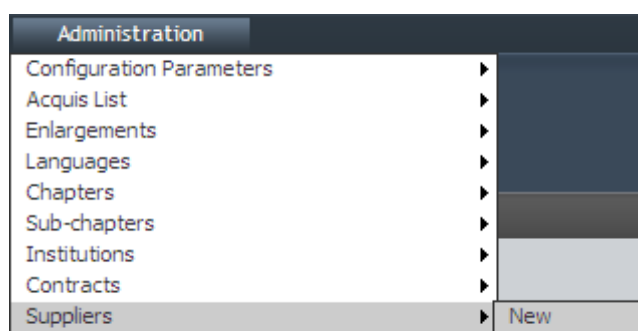 Administration
Configuration Parameters
Acquis List
Enlargements
Languages
Chapters
Sub-chapters
Institutions
Contracts
Suppliers New